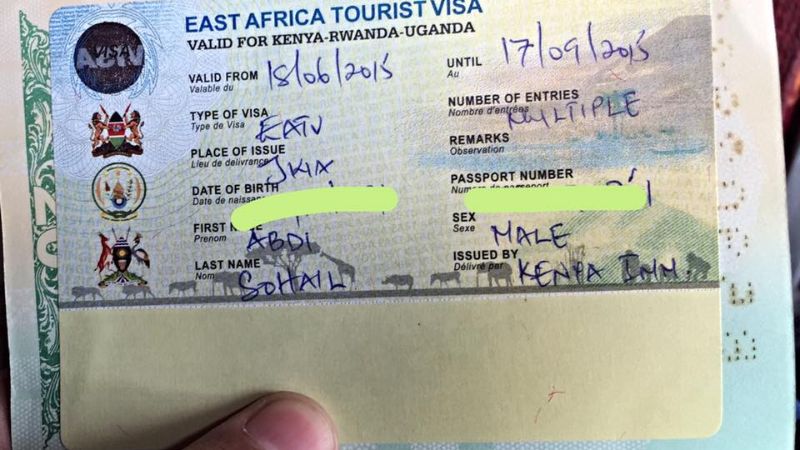 EAST AFRICA TOURIST VISA
VALID FOR KENYA-RWANDA-UGANDA
VALID FROM 18/06/2015
Valable du
UNTIL 17/09/2015
Au
TYPE OF VISA
Type de Visa EATV
NUMBER OF ENTRIES
Nombre d'entrées MULTIPLE
PLACE OF ISSUE
Lieu de delivrance JKIA
REMARKS
Observation
DATE OF BIRTH
Date de naissance
PASSPORT NUMBER
FIRST
Prenom ABDI
SEX
Sexe MALE
LAST NAME
Nom SOHAIL
ISSUED BY
Délivré par KENYA IMM.